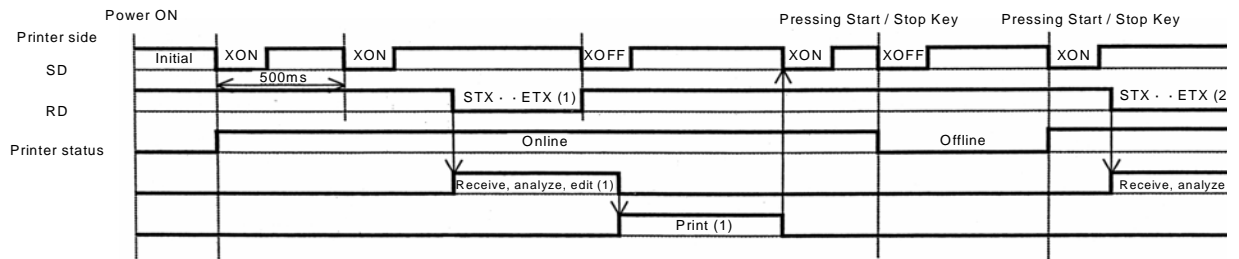 Power ON
Pressing Start / Stop Key Pressing Start / Stop Key
Printer side
Initial XON XON XOFF XON XOFF XON
SD
500ms
STX · · ETX (1) STX · · ETX (2
RD
Online Offline
Printer status
Receive, analyze, edit (1) Receive, analyze
Print (1)